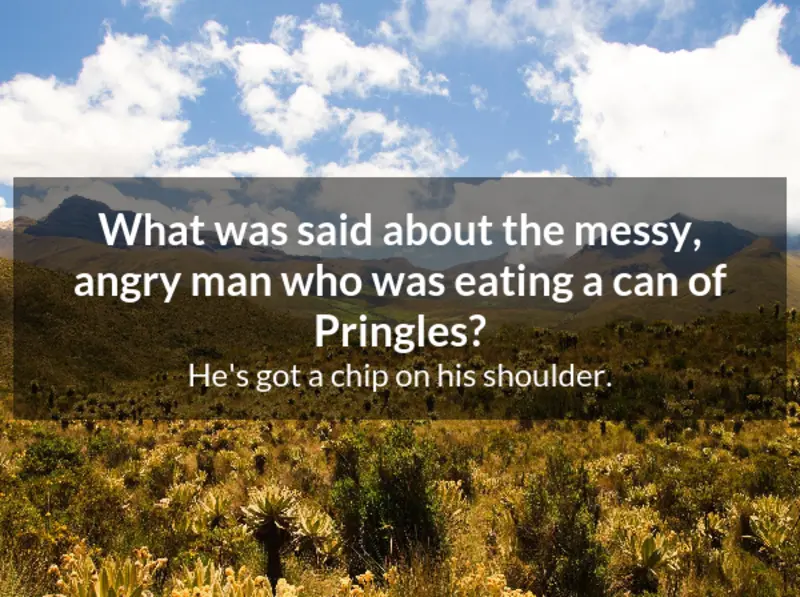 What was said about the messy,
angry man who was eating a can of
Pringles?
He's got a chip on his shoulder.